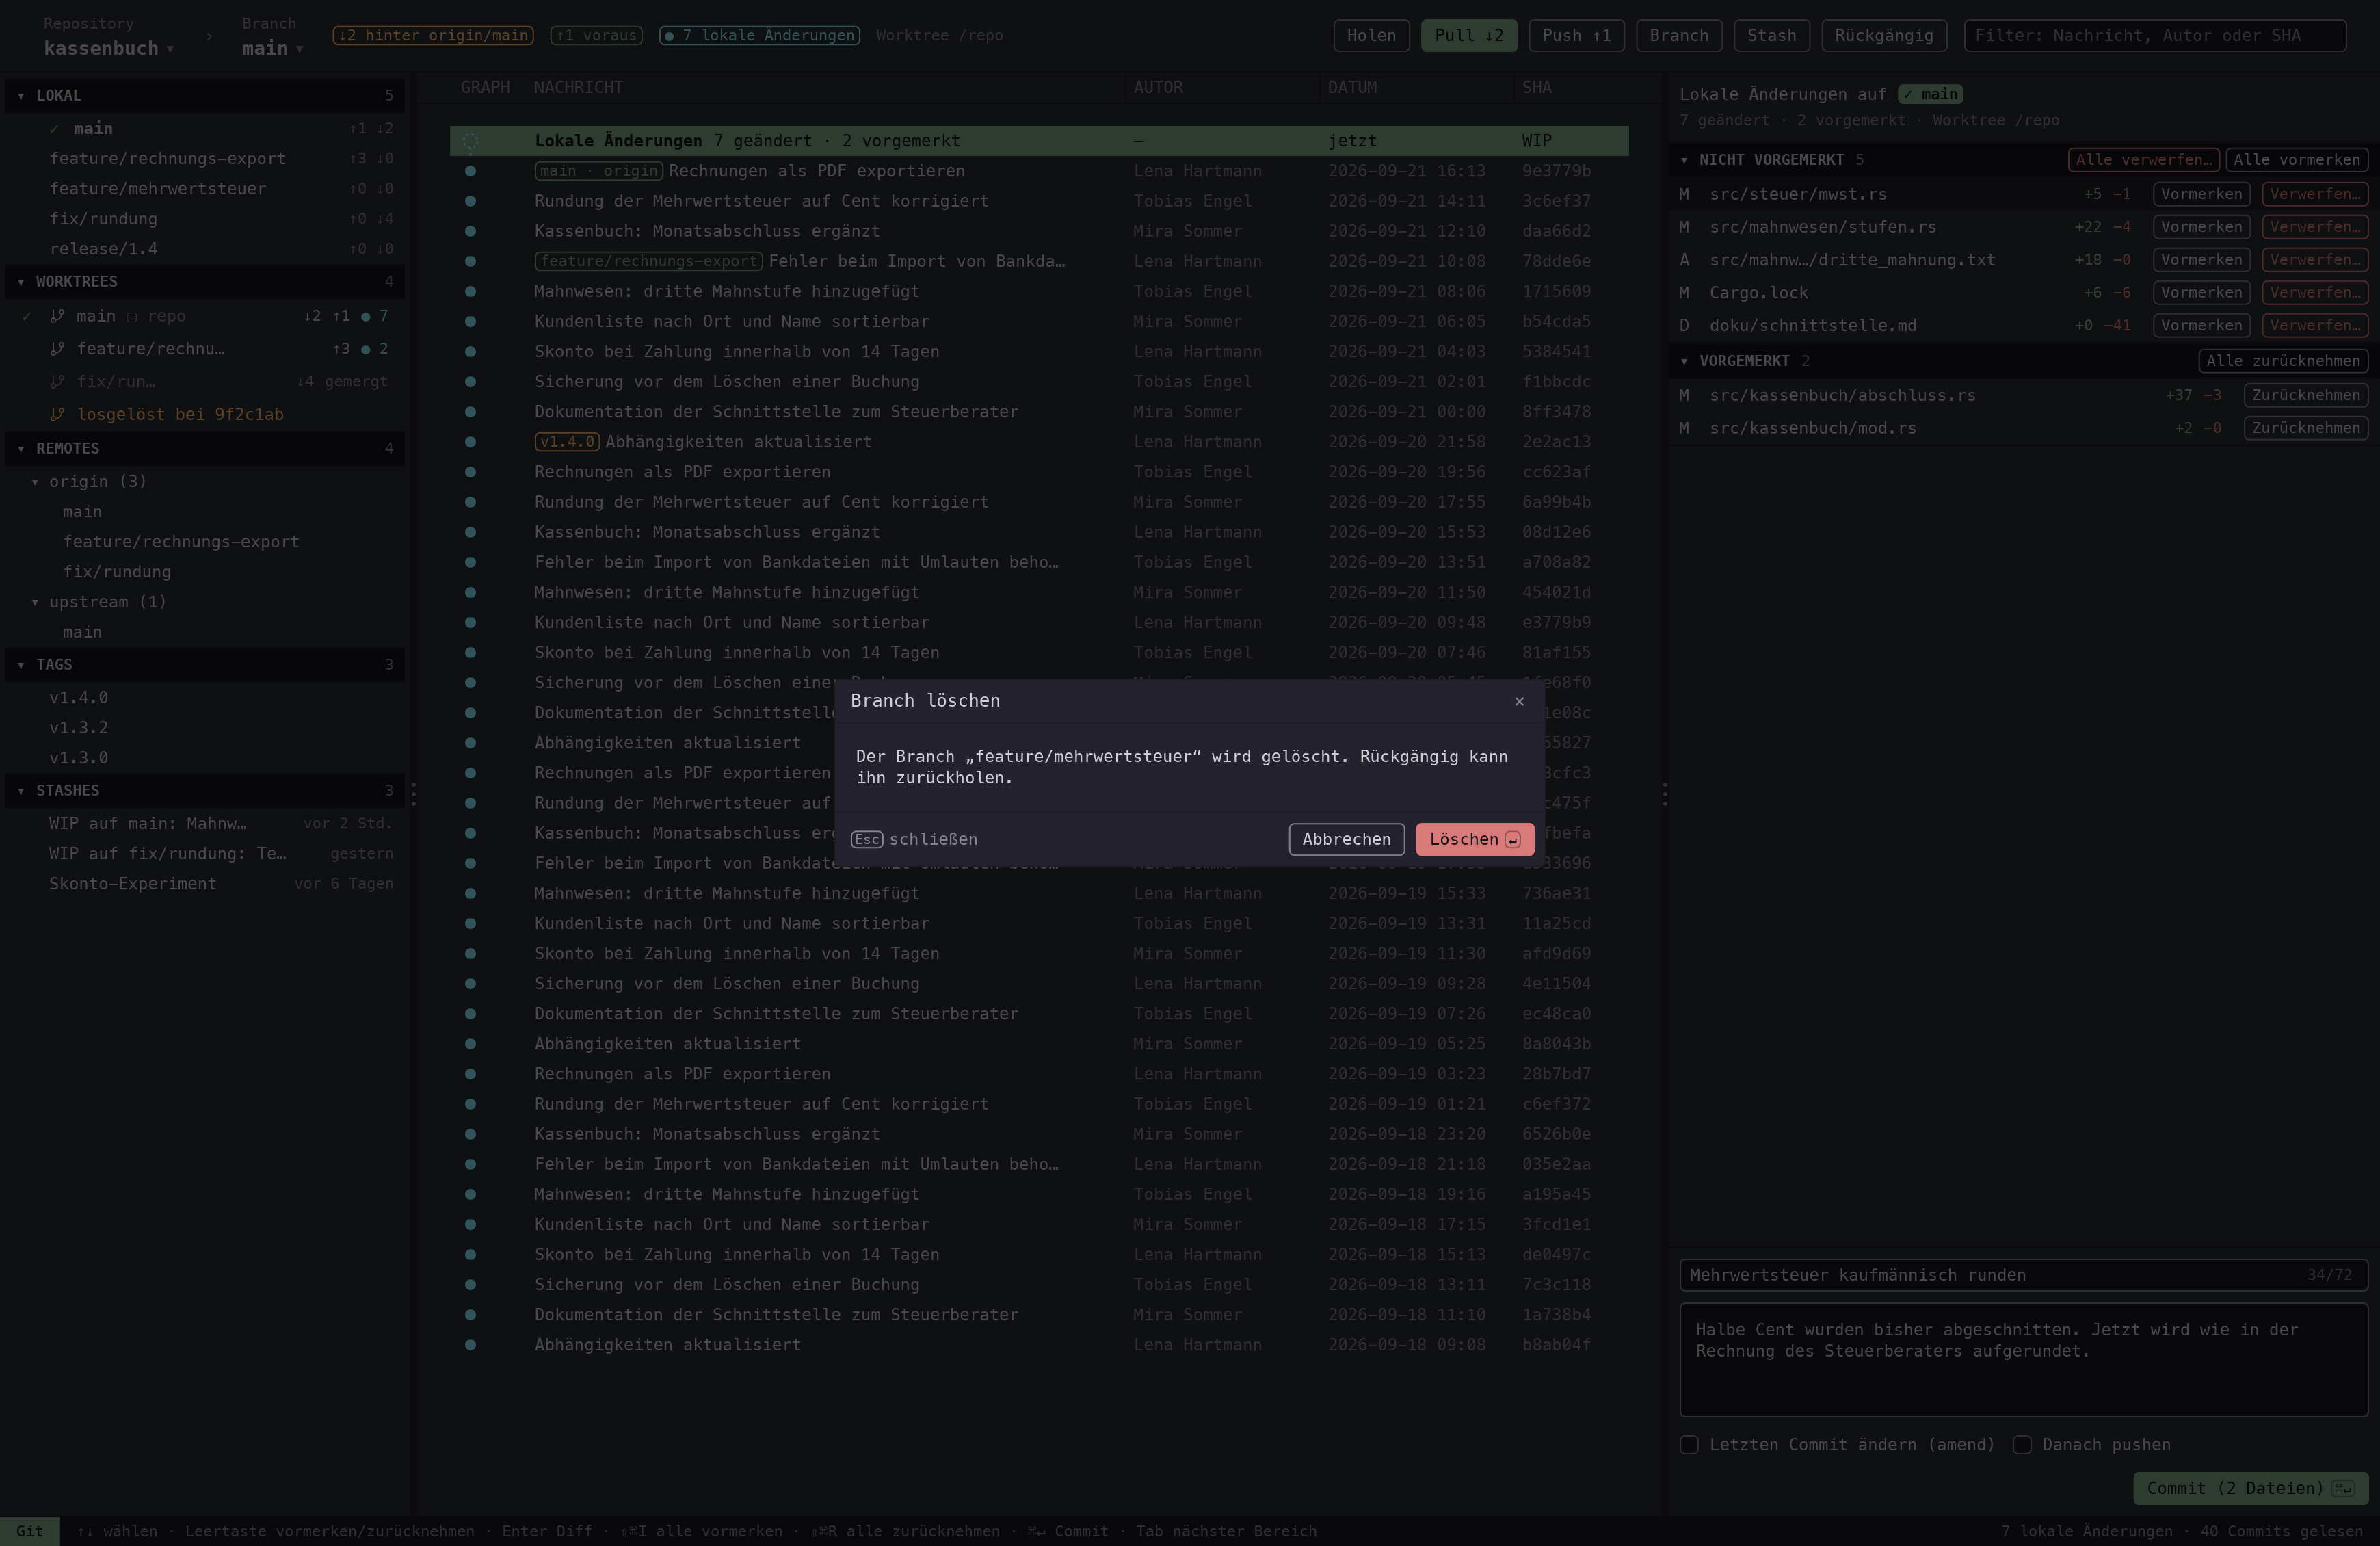 Repository
kassenbuch ▾
›
Branch
main ▾
↓2 hinter origin/main
↑1 voraus
● 7 lokale Änderungen
Worktree /repo
Holen
Pull ↓2
Push ↑1
Branch
Stash
Rückgängig
Filter: Nachricht, Autor oder SHA
▾ LOKAL 5
✓ main ↑1 ↓2
feature/rechnungs-export ↑3 ↓0
feature/mehrwertsteuer ↑0 ↓0
fix/rundung ↑0 ↓4
release/1.4 ↑0 ↓0
▾ WORKTREES 4
✓ main ▢ repo ↓2 ↑1 ● 7
feature/rechnu… ↑3 ● 2
fix/run… ↓4 gemergt
losgelöst bei 9f2c1ab
▾ REMOTES 4
▾ origin (3)
main
feature/rechnungs-export
fix/rundung
▾ upstream (1)
main
▾ TAGS 3
v1.4.0
v1.3.2
v1.3.0
▾ STASHES 3
WIP auf main: Mahnw… vor 2 Std.
WIP auf fix/rundung: Te… gestern
Skonto-Experiment vor 6 Tagen
GRAPH NACHRICHT AUTOR DATUM SHA
Lokale Änderungen 7 geändert · 2 vorgemerkt — jetzt WIP
main · origin Rechnungen als PDF exportieren Lena Hartmann 2026-09-21 16:13 9e3779b
Rundung der Mehrwertsteuer auf Cent korrigiert Tobias Engel 2026-09-21 14:11 3c6ef37
Kassenbuch: Monatsabschluss ergänzt Mira Sommer 2026-09-21 12:10 daa66d2
feature/rechnungs-export Fehler beim Import von Bankda… Lena Hartmann 2026-09-21 10:08 78dde6e
Mahnwesen: dritte Mahnstufe hinzugefügt Tobias Engel 2026-09-21 08:06 1715609
Kundenliste nach Ort und Name sortierbar Mira Sommer 2026-09-21 06:05 b54cda5
Skonto bei Zahlung innerhalb von 14 Tagen Lena Hartmann 2026-09-21 04:03 5384541
Sicherung vor dem Löschen einer Buchung Tobias Engel 2026-09-21 02:01 f1bbcdc
Dokumentation der Schnittstelle zum Steuerberater Mira Sommer 2026-09-21 00:00 8ff3478
v1.4.0 Abhängigkeiten aktualisiert Lena Hartmann 2026-09-20 21:58 2e2ac13
Rechnungen als PDF exportieren Tobias Engel 2026-09-20 19:56 cc623af
Rundung der Mehrwertsteuer auf Cent korrigiert Mira Sommer 2026-09-20 17:55 6a99b4b
Kassenbuch: Monatsabschluss ergänzt Lena Hartmann 2026-09-20 15:53 08d12e6
Fehler beim Import von Bankdateien mit Umlauten beho… Tobias Engel 2026-09-20 13:51 a708a82
Mahnwesen: dritte Mahnstufe hinzugefügt Mira Sommer 2026-09-20 11:50 454021d
Kundenliste nach Ort und Name sortierbar Lena Hartmann 2026-09-20 09:48 e3779b9
Skonto bei Zahlung innerhalb von 14 Tagen Tobias Engel 2026-09-20 07:46 81af155
Sicherung vor dem Löschen einer
Dokumentation der Schnittstelle
Abhängigkeiten aktualisiert
Rechnungen als PDF exportieren
Rundung der Mehrwertsteuer auf
Kassenbuch: Monatsabschluss
Fehler beim Import von
Mahnwesen: dritte Mahnstufe hinzugefügt Lena Hartmann 2026-09-19 15:33 736ae31
Kundenliste nach Ort und Name sortierbar Tobias Engel 2026-09-19 13:31 11a25cd
Skonto bei Zahlung innerhalb von 14 Tagen Mira Sommer 2026-09-19 11:30 afd9d69
Sicherung vor dem Löschen einer Buchung Lena Hartmann 2026-09-19 09:28 4e11504
Dokumentation der Schnittstelle zum Steuerberater Tobias Engel 2026-09-19 07:26 ec48ca0
Abhängigkeiten aktualisiert Mira Sommer 2026-09-19 05:25 8a8043b
Rechnungen als PDF exportieren Lena Hartmann 2026-09-19 03:23 28b7bd7
Rundung der Mehrwertsteuer auf Cent korrigiert Tobias Engel 2026-09-19 01:21 c6ef372
Kassenbuch: Monatsabschluss ergänzt Mira Sommer 2026-09-18 23:20 6526b0e
Fehler beim Import von Bankdateien mit Umlauten beho… Lena Hartmann 2026-09-18 21:18 035e2aa
Mahnwesen: dritte Mahnstufe hinzugefügt Tobias Engel 2026-09-18 19:16 a195a45
Kundenliste nach Ort und Name sortierbar Mira Sommer 2026-09-18 17:15 3fcd1e1
Skonto bei Zahlung innerhalb von 14 Tagen Lena Hartmann 2026-09-18 15:13 de0497c
Sicherung vor dem Löschen einer Buchung Tobias Engel 2026-09-18 13:11 7c3c118
Dokumentation der Schnittstelle zum Steuerberater Mira Sommer 2026-09-18 11:10 1a738b4
Abhängigkeiten aktualisiert Lena Hartmann 2026-09-18 09:08 b8ab04f
Branch löschen ×
Der Branch „feature/mehrwertsteuer“ wird gelöscht. Rückgängig kann
ihn zurückholen.
Esc schließen
Abbrechen
Löschen ↵
Lokale Änderungen auf ✓ main
7 geändert · 2 vorgemerkt · Worktree /repo
▾ NICHT VORGEMERKT 5 Alle verwerfen… Alle vormerken
M src/steuer/mwst.rs +5 −1 Vormerken Verwerfen…
M src/mahnwesen/stufen.rs +22 −4 Vormerken Verwerfen…
A src/mahnw…/dritte_mahnung.txt +18 −0 Vormerken Verwerfen…
M Cargo.lock +6 −6 Vormerken Verwerfen…
D doku/schnittstelle.md +0 −41 Vormerken Verwerfen…
▾ VORGEMERKT 2 Alle zurücknehmen
M src/kassenbuch/abschluss.rs +37 −3 Zurücknehmen
M src/kassenbuch/mod.rs +2 −0 Zurücknehmen
Mehrwertsteuer kaufmännisch runden 34/72
Halbe Cent wurden bisher abgeschnitten. Jetzt wird wie in der
Rechnung des Steuerberaters aufgerundet.
Letzten Commit ändern (amend)
Danach pushen
Commit (2 Dateien) ⌘↵
Git
↑↓ wählen · Leertaste vormerken/zurücknehmen · Enter Diff · ⇧⌘I alle vormerken · ⇧⌘R alle zurücknehmen · ⌘↵ Commit · Tab nächster Bereich
7 lokale Änderungen · 40 Commits gelesen